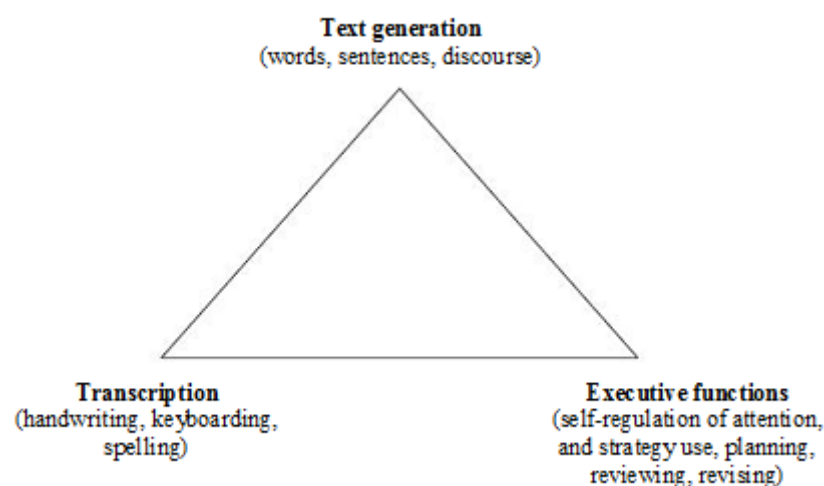 Text generation
(words, sentences, discourse)
Transcription
(handwriting, keyboarding,
spelling)
Executive functions
(self-regulation of attention,
and strategy use, planning,
reviewing, revising)